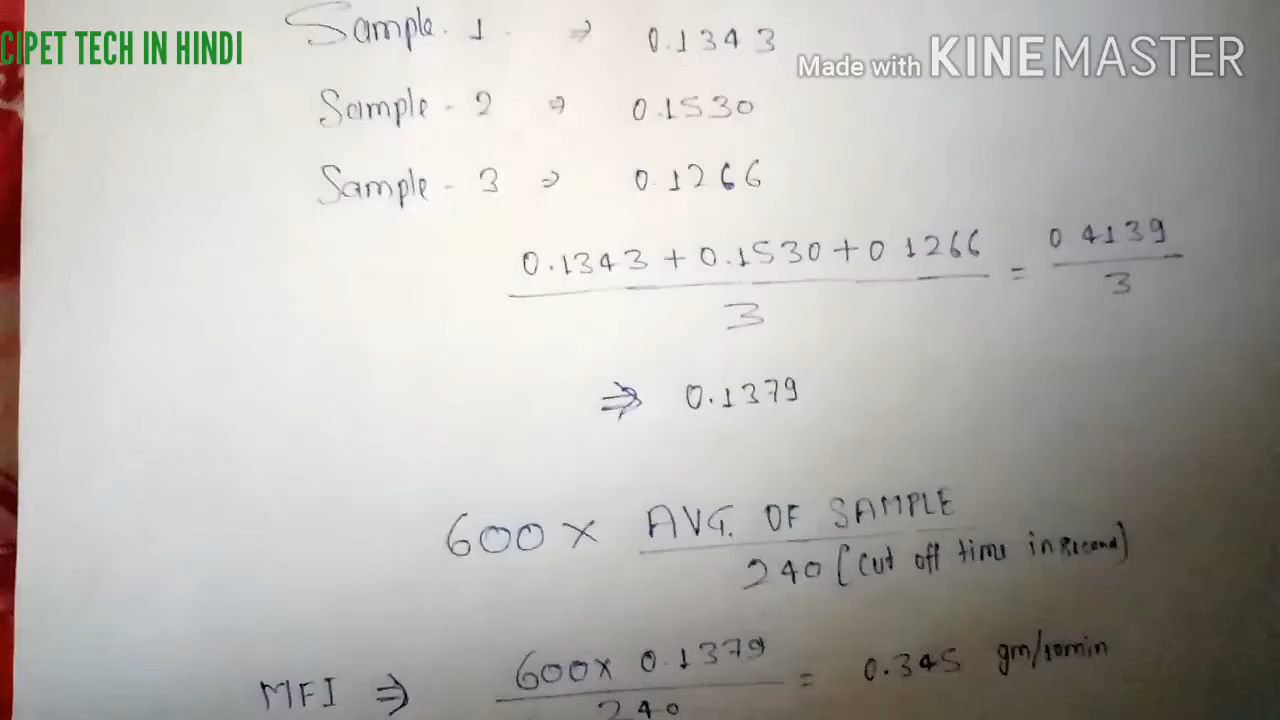 CIPET TECH IN HINDI
Made with KINEMASTER
Sample. 1. ⇒ 0.1343
Sample - 2 ⇒ 0.1530
Sample - 3 ⇒ 0.1266
0.1343 + 0.1530 + 0.1266 = 0.4139
3 3
⇒ 0.1379
600 × AVG. OF SAMPLE
240 (cut off time in second)
MFI ⇒ 600 × 0.1379 = 0.345 gm/10min
240